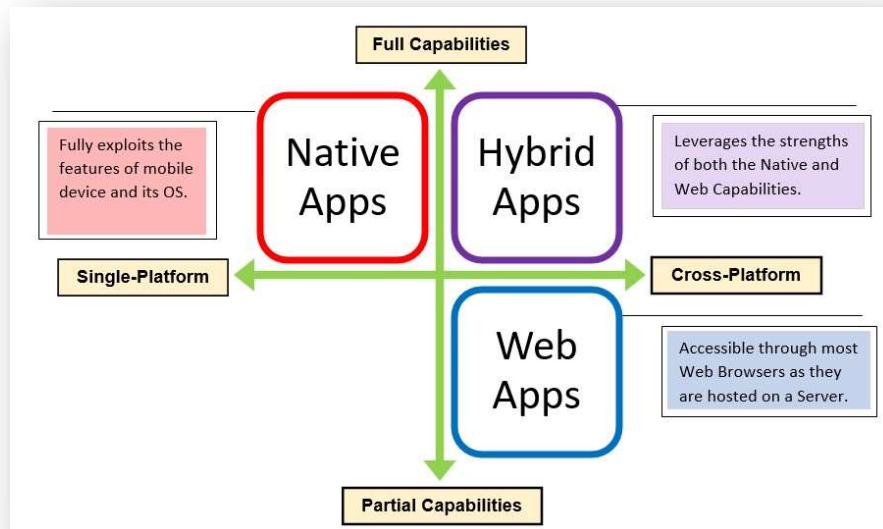 Full Capabilities
Native
Apps
Hybrid
Apps
Fully exploits the
features of mobile
device and its OS.
Leverages the strengths
of both the Native and
Web Capabilities.
Single-Platform
Cross-Platform
Web
Apps
Accessible through most
Web Browsers as they
are hosted on a Server.
Partial Capabilities